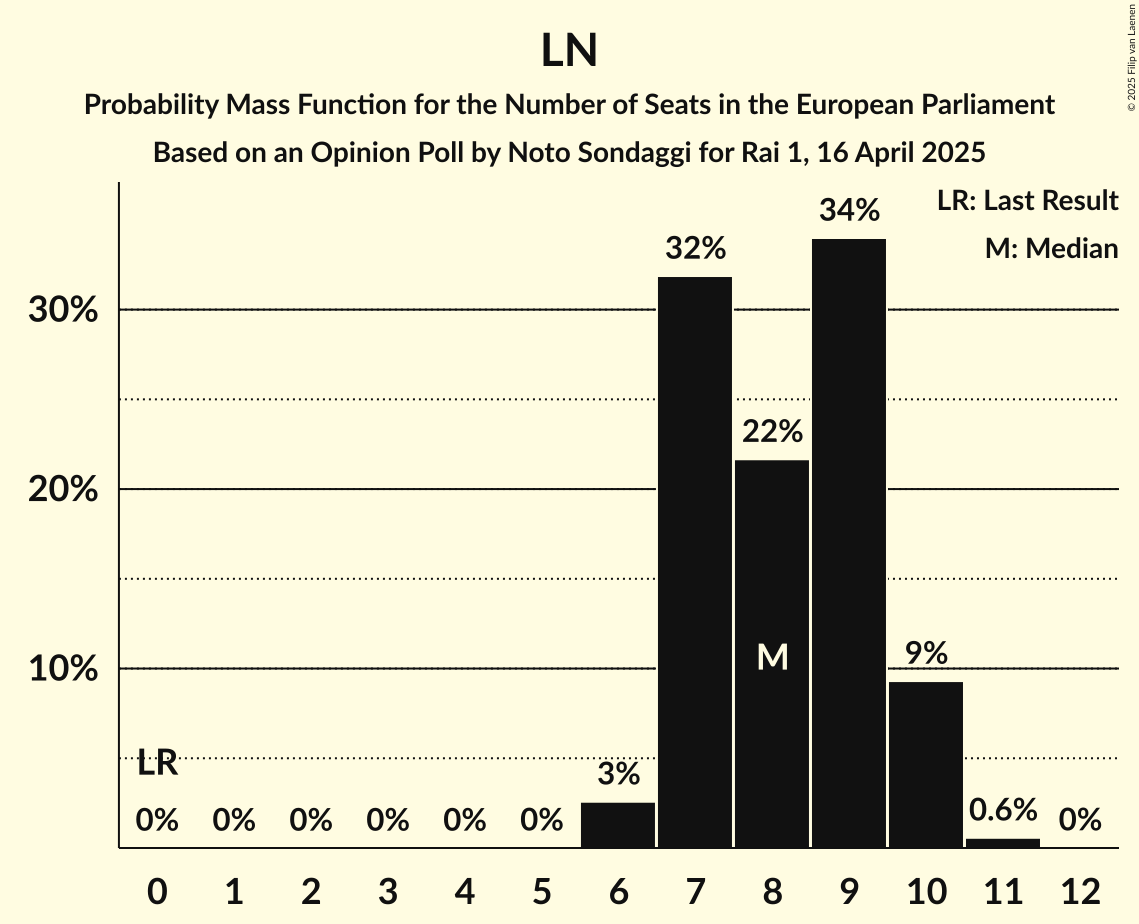 LN
Probability Mass Function for the Number of Seats in the European Parliament
Based on an Opinion Poll by Noto Sondaggi for Rai 1, 16 April 2025
© 2025 Filip van Laenen
LR: Last Result
M: Median
34%
32%
30%
22%
20%
M
10%
9%
LR
3%
0% 0% 0% 0% 0% 0% 0.6% 0%
0 1 2 3 4 5 6 7 8 9 10 11 12